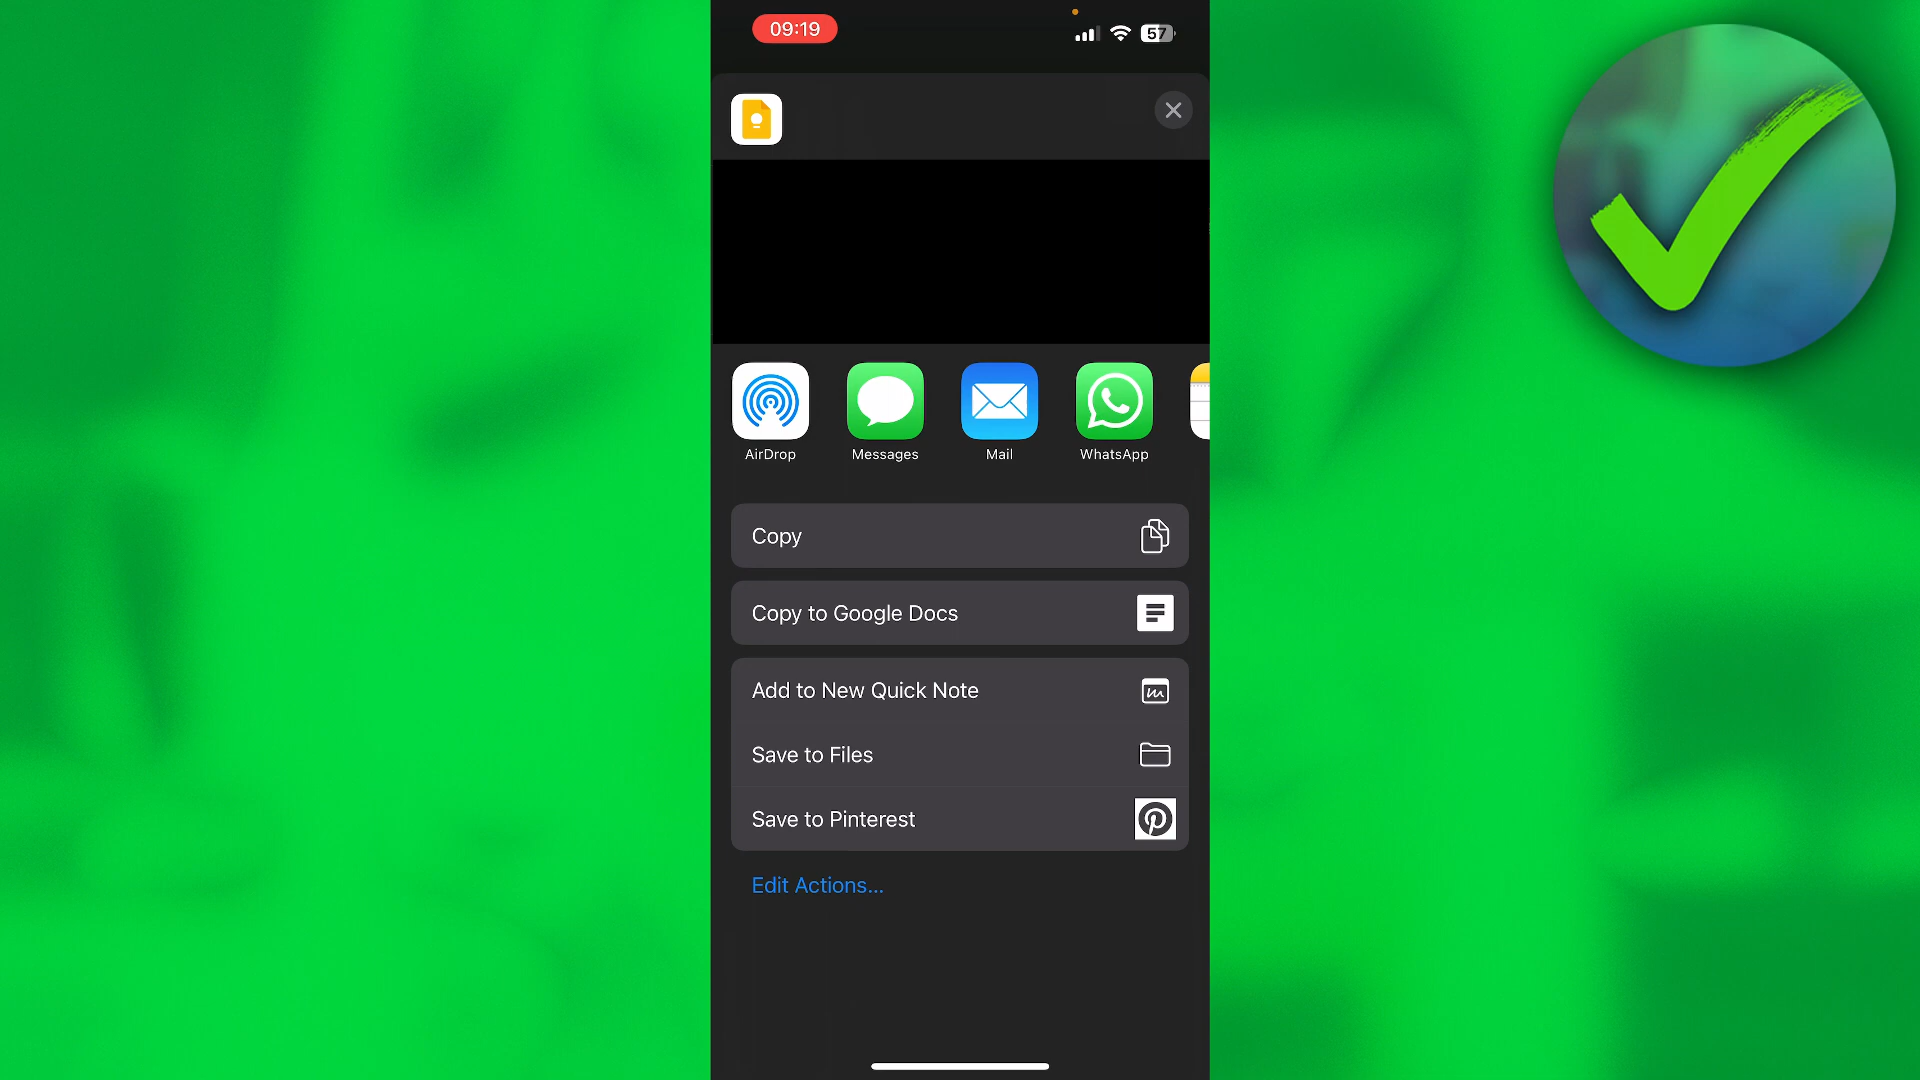 09:19
57
AirDrop
Messages
Mail
WhatsApp
Copy
Copy to Google Docs
Add to New Quick Note
Save to Files
Save to Pinterest
Edit Actions...